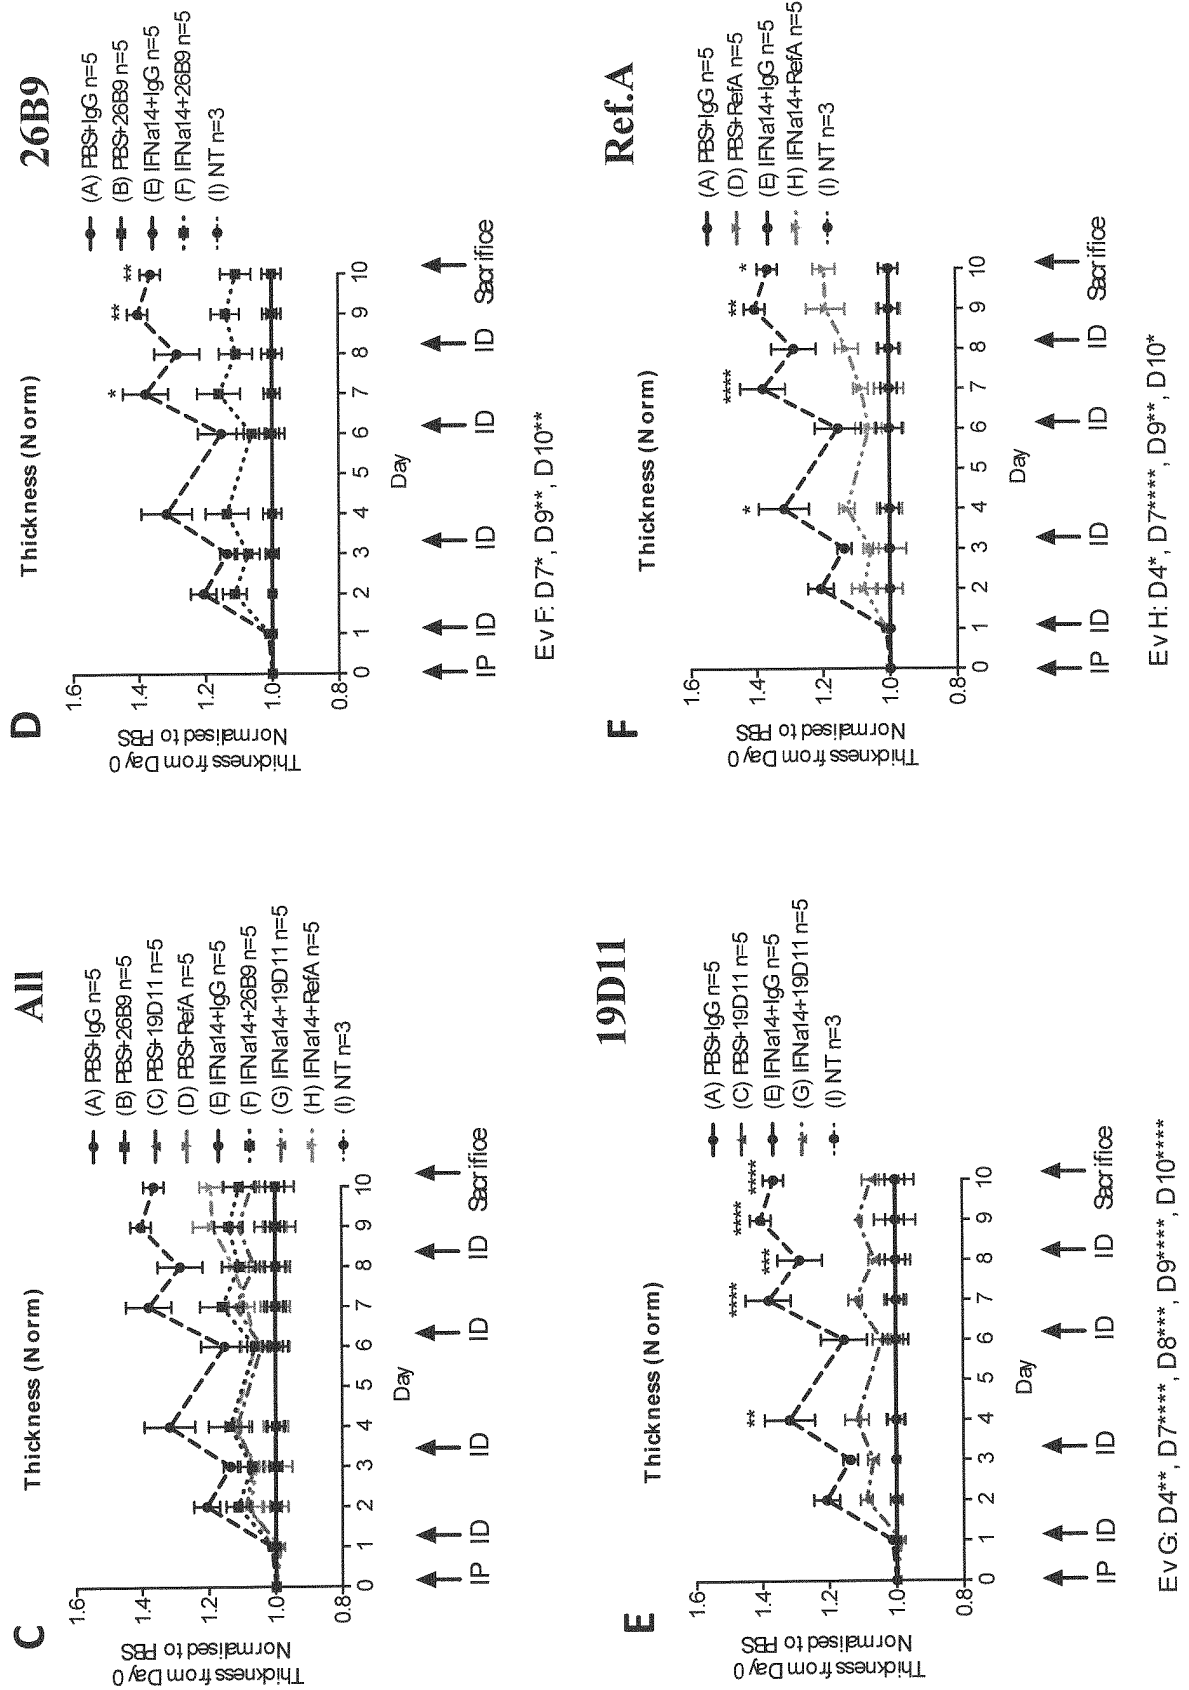 C
All
Thickness (Norm)
Thickness from Day 0
Normalised to PBS
1.6
1.4
1.2
1.0
0.8
0 1 2 3 4 5 6 7 8 9 10
Day
IP ID ID ID ID Sacrifice
(A) PBS+IgG n=5
(B) PBS+26B9 n=5
(C) PBS+19D11 n=5
(D) PBS+RefA n=5
(E) IFNa14+IgG n=5
(F) IFNa14+26B9 n=5
(G) IFNa14+19D11 n=5
(H) IFNa14+RefA n=5
(I) NT n=3
D
26B9
Thickness (Norm)
Thickness from Day 0
Normalised to PBS
1.6
1.4
1.2
1.0
0.8
* ** **
0 1 2 3 4 5 6 7 8 9 10
Day
IP ID ID ID ID Sacrifice
(A) PBS+IgG n=5
(B) PBS+26B9 n=5
(E) IFNa14+IgG n=5
(F) IFNa14+26B9 n=5
(I) NT n=3
E v F: D7*, D9**, D10**
E
19D11
Thickness (Norm)
Thickness from Day 0
Normalised to PBS
1.6
1.4
1.2
1.0
0.8
** **** *** **** ****
0 1 2 3 4 5 6 7 8 9 10
Day
IP ID ID ID ID Sacrifice
(A) PBS+IgG n=5
(C) PBS+19D11 n=5
(E) IFNa14+IgG n=5
(G) IFNa14+19D11 n=5
(I) NT n=3
E v G: D4**, D7****, D8***, D9****, D10****
F
Ref.A
Thickness (Norm)
Thickness from Day 0
Normalised to PBS
1.6
1.4
1.2
1.0
0.8
* **** ** *
0 1 2 3 4 5 6 7 8 9 10
Day
IP ID ID ID ID Sacrifice
(A) PBS+IgG n=5
(D) PBS+RefA n=5
(E) IFNa14+IgG n=5
(H) IFNa14+RefA n=5
(I) NT n=3
E v H: D4*, D7****, D9**, D10*